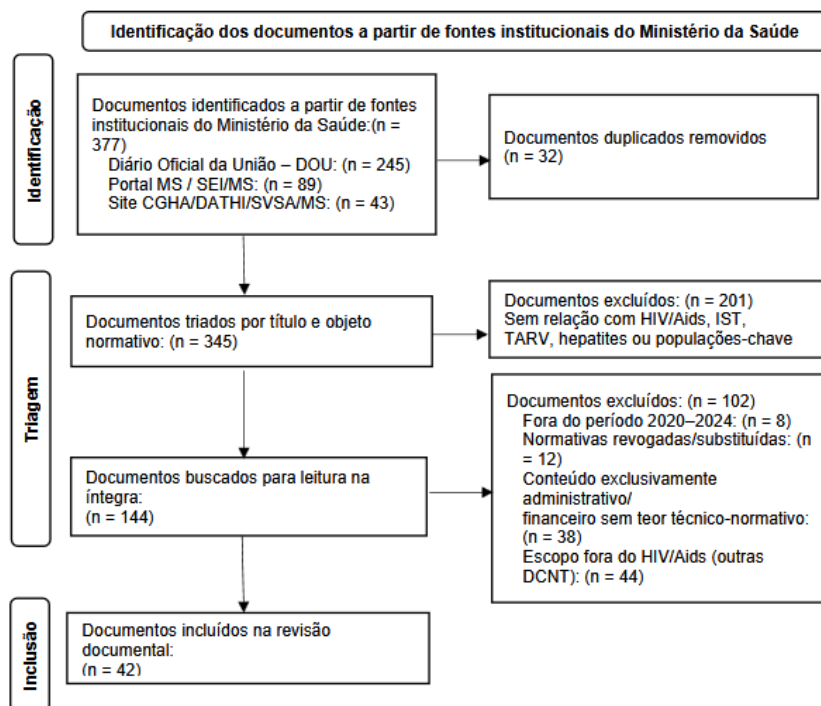 Identificação dos documentos a partir de fontes institucionais do Ministério da Saúde
Identificação
Documentos identificados a partir de fontes
institucionais do Ministério da Saúde:(n =
377)
Diário Oficial da União – DOU: (n = 245)
Portal MS / SEI/MS: (n = 89)
Site CGHA/DATHI/SVSA/MS: (n = 43)
Documentos duplicados removidos
(n = 32)
Triagem
Documentos triados por título e objeto
normativo: (n = 345)
Documentos excluídos: (n = 201)
Sem relação com HIV/Aids, IST,
TARV, hepatites ou populações-chave
Documentos buscados para leitura na
íntegra:
(n = 144)
Documentos excluídos: (n = 102)
Fora do período 2020–2024: (n = 8)
Normativas revogadas/substituídas: (n
= 12)
Conteúdo exclusivamente
administrativo/
financeiro sem teor técnico-normativo:
(n = 38)
Escopo fora do HIV/Aids (outras
DCNT): (n = 44)
Inclusão
Documentos incluídos na revisão
documental:
(n = 42)